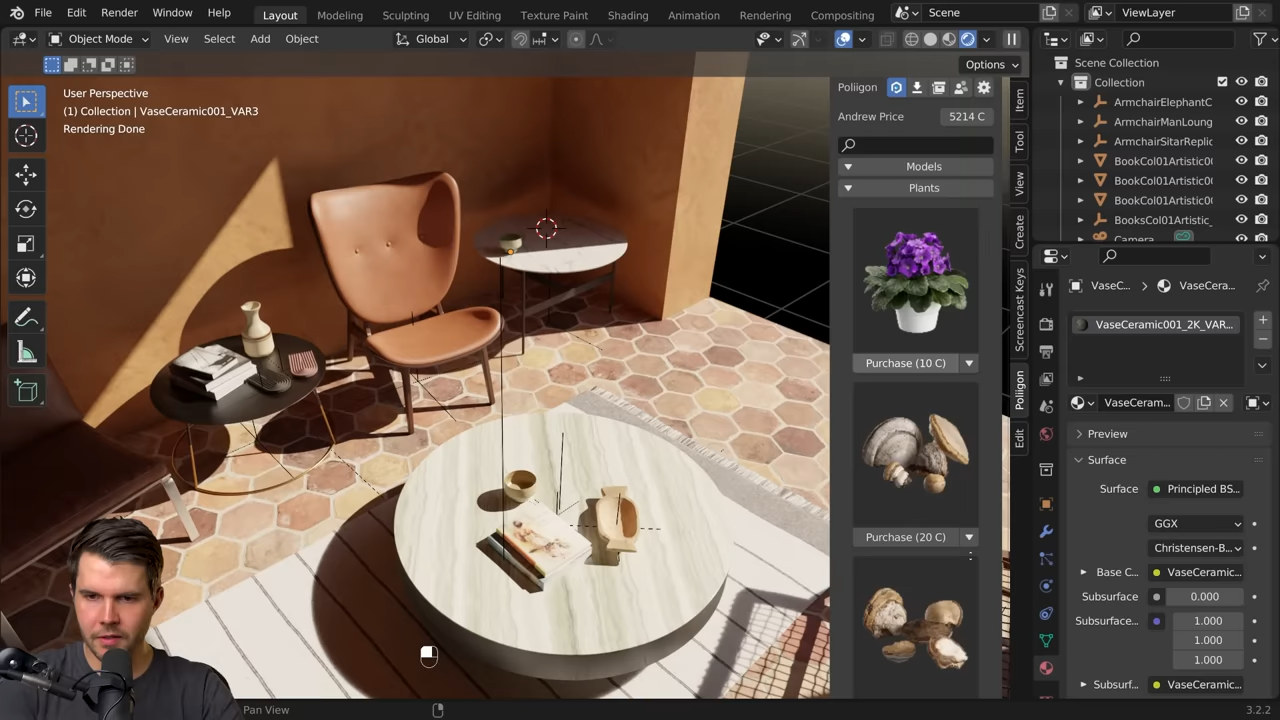 File Edit Render Window Help Layout Modeling Sculpting UV Editing Texture Paint Shading Animation Rendering Compositing Scene ViewLayer
Object Mode View Select Add Object Global
Options
User Perspective
(1) Collection | VaseCeramic001_VAR3
Rendering Done
Poliigon
Andrew Price 5214 C
Models
Plants
Purchase (10 C)
Purchase (20 C)
Item
Tool
View
Create
Screencast Keys
Poliigon
Edit
Scene Collection
Collection
ArmchairElephantC
ArmchairManLoung
ArmchairSitarReplic
BookCol01Artistic0
BookCol01Artistic0
BookCol01Artistic0
BooksCol01Artistic_
Camera
VaseC... VaseCera...
VaseCeramic001_2K_VAR...
VaseCeram...
Preview
Surface
Surface Principled BS...
GGX
Christensen-B...
Base C... VaseCeramic...
Subsurface 0.000
Subsurface... 1.000
1.000
1.000
Subsurf... VaseCeramic...
Pan View 3.2.2